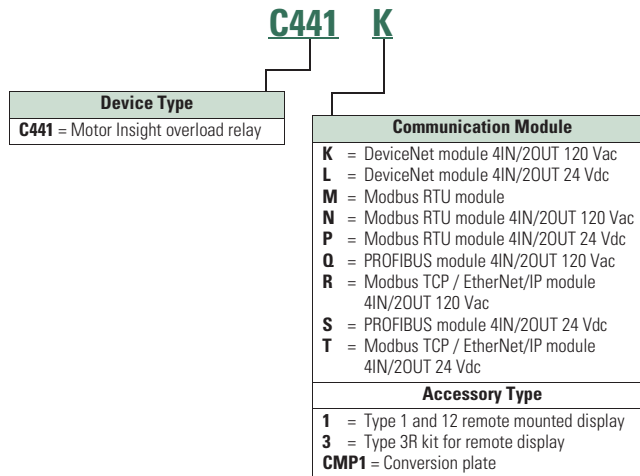 C441 K
Device Type
C441 = Motor Insight overload relay
Communication Module
K = DeviceNet module 4IN/2OUT 120 Vac
L = DeviceNet module 4IN/2OUT 24 Vdc
M = Modbus RTU module
N = Modbus RTU module 4IN/2OUT 120 Vac
P = Modbus RTU module 4IN/2OUT 24 Vdc
Q = PROFIBUS module 4IN/2OUT 120 Vac
R = Modbus TCP / EtherNet/IP module
4IN/2OUT 120 Vac
S = PROFIBUS module 4IN/2OUT 24 Vdc
T = Modbus TCP / EtherNet/IP module
4IN/2OUT 24 Vdc
Accessory Type
1 = Type 1 and 12 remote mounted display
3 = Type 3R kit for remote display
CMP1 = Conversion plate